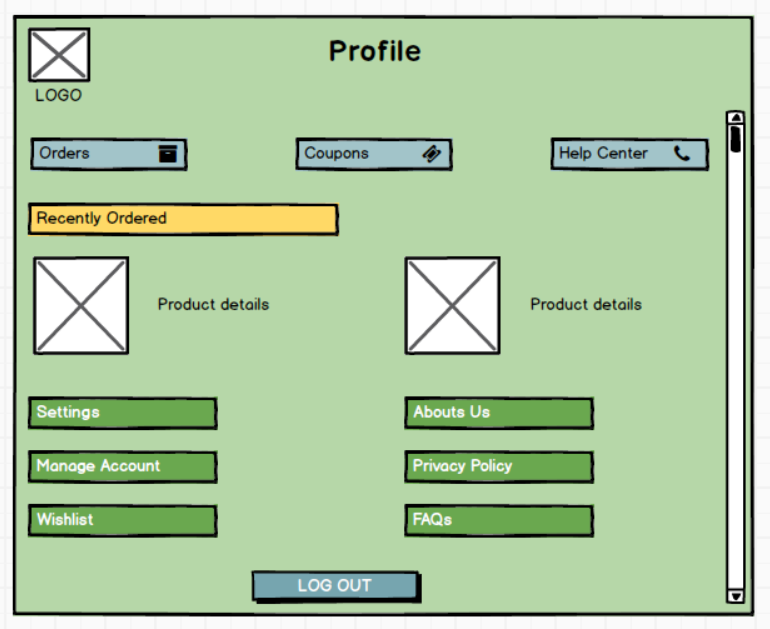 Profile
LOGO
Orders
Coupons
Help Center
Recently Ordered
Product details
Product details
Settings
Abouts Us
Manage Account
Privacy Policy
Wishlist
FAQs
LOG OUT